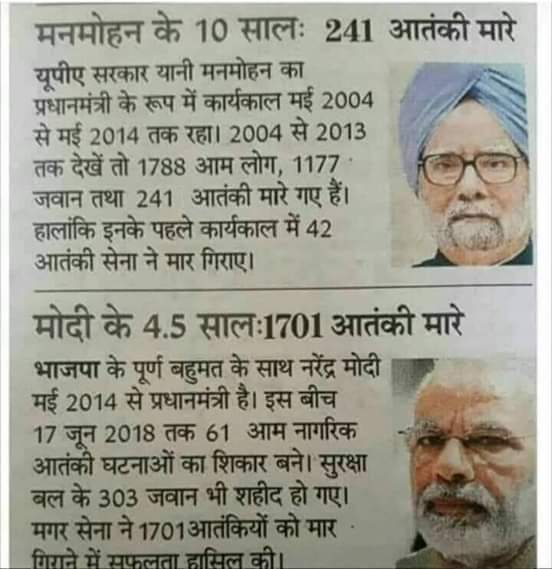 मनमोहन के 10 सालः 241 आतंकी मारे
यूपीए सरकार यानी मनमोहन का
प्रधानमंत्री के रूप में कार्यकाल मई 2004
से मई 2014 तक रहा। 2004 से 2013
तक देखें तो 1788 आम लोग, 1177
जवान तथा 241 आतंकी मारे गए हैं।
हालांकि इनके पहले कार्यकाल में 42
आतंकी सेना ने मार गिराए।
मोदी के 4.5 सालः1701 आतंकी मारे
भाजपा के पूर्ण बहुमत के साथ नरेंद्र मोदी
मई 2014 से प्रधानमंत्री है। इस बीच
17 जून 2018 तक 61 आम नागरिक
आतंकी घटनाओं का शिकार बने। सुरक्षा
बल के 303 जवान भी शहीद हो गए।
मगर सेना ने 1701आतंकियों को मार
गिराने में सफलता हासिल की।